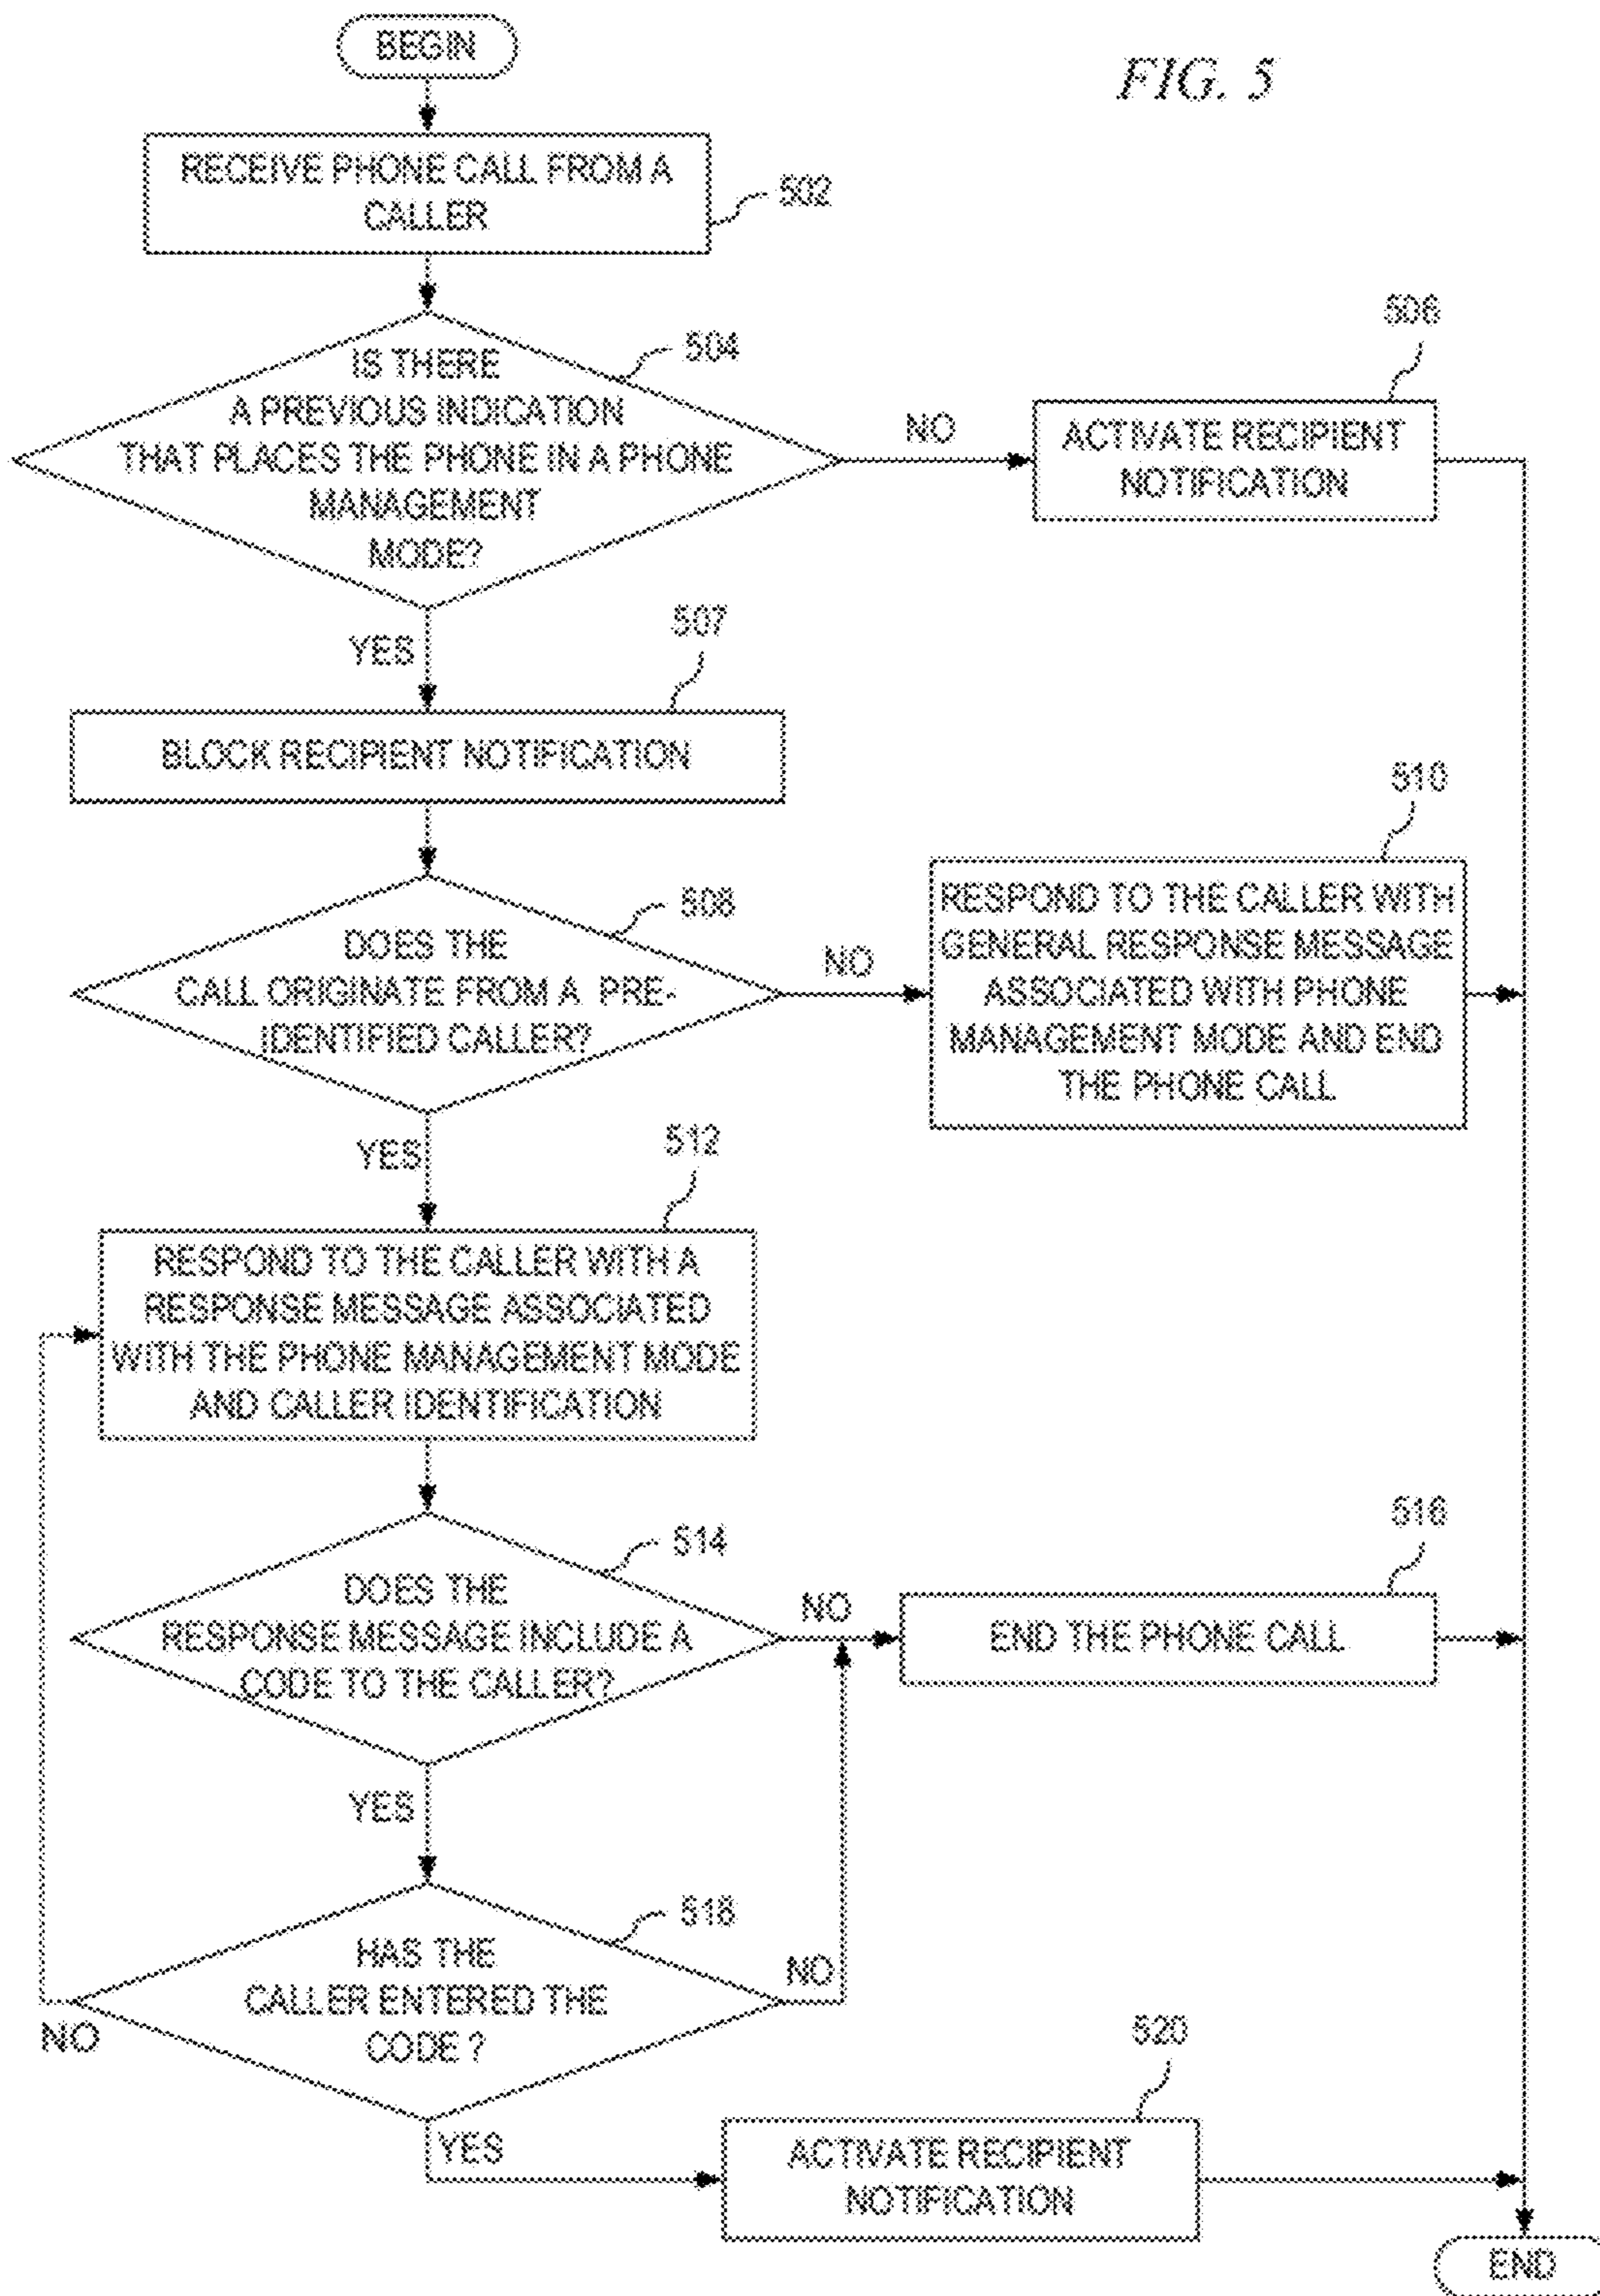 BEGIN
FIG. 5
RECEIVE PHONE CALL FROM A
CALLER
502
IS THERE
A PREVIOUS INDICATION
THAT PLACES THE PHONE IN A PHONE
MANAGEMENT
MODE?
504
NO
506
ACTIVATE RECIPIENT
NOTIFICATION
YES
507
BLOCK RECIPIENT NOTIFICATION
508
DOES THE
CALL ORIGINATE FROM A PRE-
IDENTIFIED CALLER?
NO
510
RESPOND TO THE CALLER WITH
GENERAL RESPONSE MESSAGE
ASSOCIATED WITH PHONE
MANAGEMENT MODE AND END
THE PHONE CALL
YES
512
RESPOND TO THE CALLER WITH A
RESPONSE MESSAGE ASSOCIATED
WITH THE PHONE MANAGEMENT MODE
AND CALLER IDENTIFICATION
514
DOES THE
RESPONSE MESSAGE INCLUDE A
CODE TO THE CALLER?
NO
516
END THE PHONE CALL
YES
518
HAS THE
CALLER ENTERED THE
CODE ?
NO
NO
YES
520
ACTIVATE RECIPIENT
NOTIFICATION
END